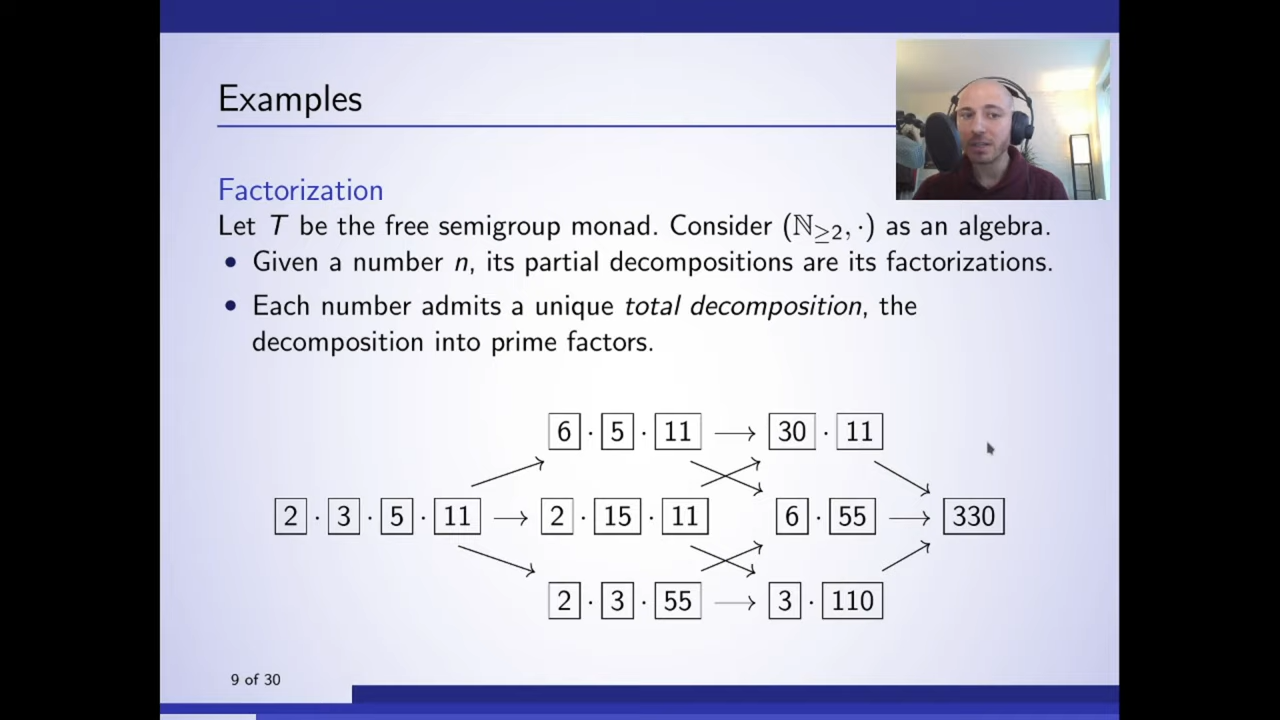 Examples
Factorization
Let T be the free semigroup monad. Consider (ℕ≥2, ·) as an algebra.
• Given a number n, its partial decompositions are its factorizations.
• Each number admits a unique total decomposition, the
decomposition into prime factors.
6 · 5 · 11 ⟶ 30 · 11
2 · 3 · 5 · 11 ⟶ 2 · 15 · 11 6 · 55 ⟶ 330
2 · 3 · 55 ⟶ 3 · 110
9 of 30